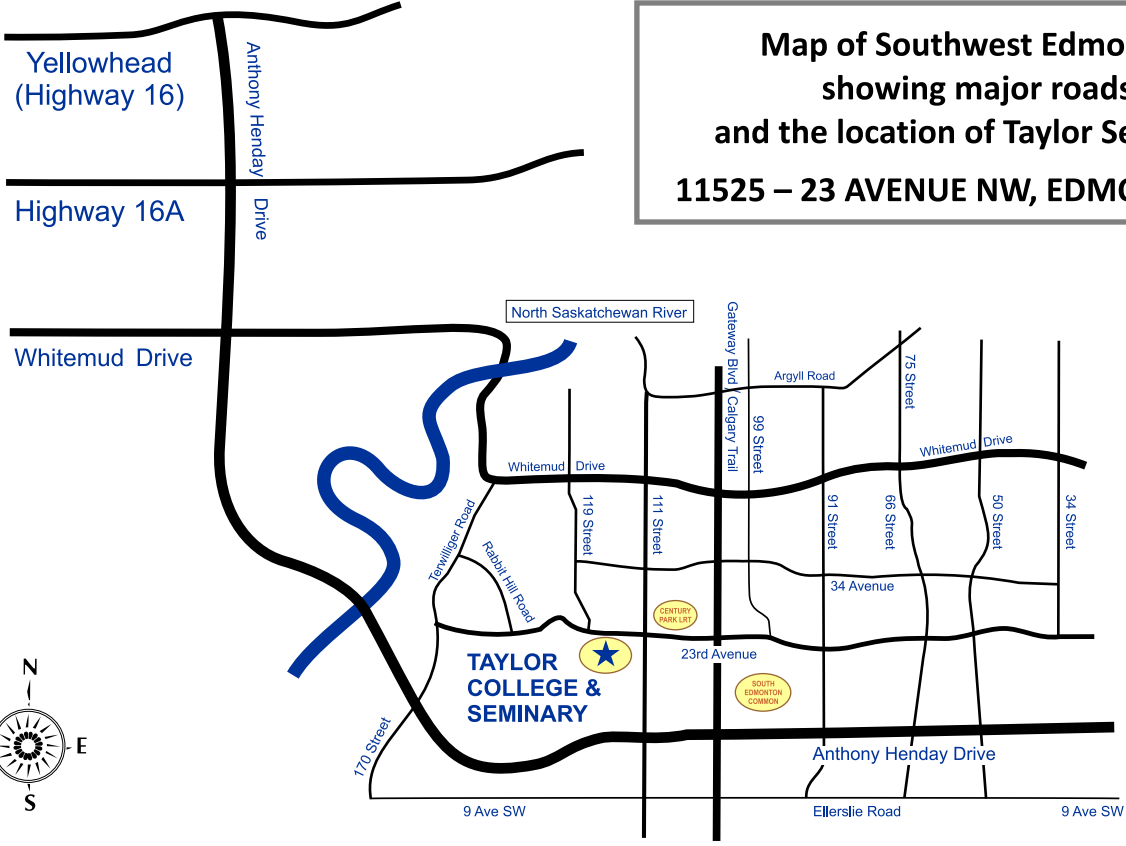 Map of Southwest Edmo
showing major roads
and the location of Taylor Se
11525 – 23 AVENUE NW, EDMO
Yellowhead
(Highway 16)
Anthony Henday Drive
Highway 16A
Whitemud Drive
North Saskatchewan River
Gateway Blvd / Calgary Trail
Argyll Road
75 Street
99 Street
Whitemud Drive
Whitemud Drive
Terwilliger Road
Rabbit Hill Road
119 Street
111 Street
91 Street
66 Street
50 Street
34 Street
34 Avenue
CENTURY
PARK LRT
23rd Avenue
TAYLOR
COLLEGE &
SEMINARY
SOUTH
EDMONTON
COMMON
N
E
S
170 Street
Anthony Henday Drive
9 Ave SW
Ellerslie Road
9 Ave SW